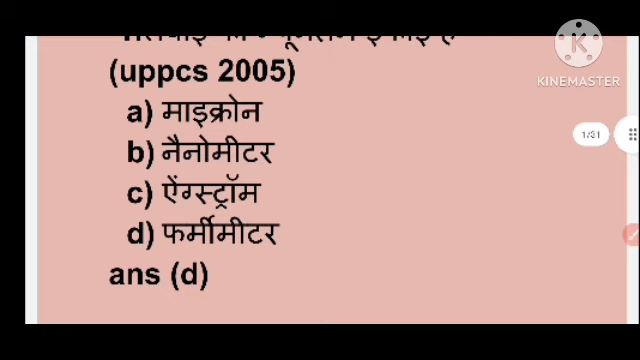 (uppcs 2005)
a) माइक्रोन
b) नैनोमीटर
c) ऐंग्स्ट्रॉम
d) फर्मीमीटर
ans (d)
K
KINEMASTER
1/31